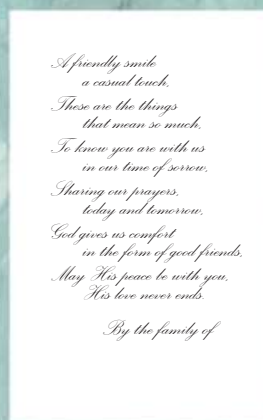 A friendly smile
a casual touch,
These are the things
that mean so much,
To know you are with us
in our time of sorrow,
Sharing our prayers,
today and tomorrow,
God gives us comfort
in the form of good friends,
May His peace be with you,
His love never ends.
By the family of